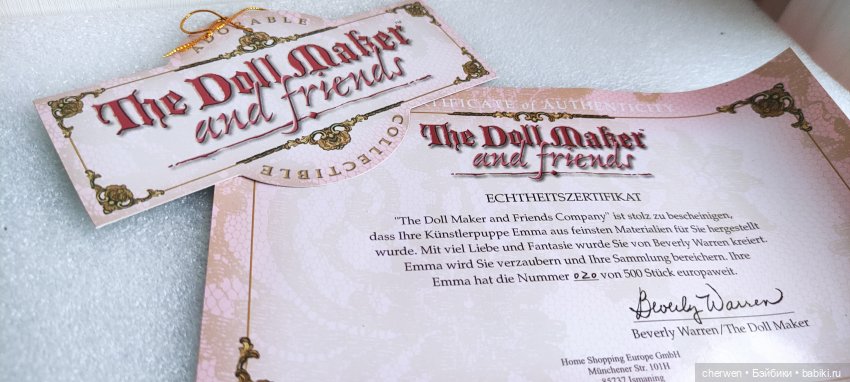 ADORABLE
The Doll Maker™
and friends
COLLECTIBLE
CERTIFICATE OF AUTHENTICITY
The Doll Maker™
and friends
ECHTHEITSZERTIFIKAT
"The Doll Maker and Friends Company" ist stolz zu bescheinigen,
dass Ihre Künstlerpuppe Emma aus feinsten Materialien für Sie hergestellt
wurde. Mit viel Liebe und Fantasie wurde Sie von Beverly Warren kreiert.
Emma wird Sie verzaubern und Ihre Sammlung bereichern. Ihre
Emma hat die Nummer 020 von 500 Stück europaweit.
Beverly Warren
Beverly Warren/The Doll Maker
Home Shopping Europe GmbH
Münchener Str. 101H
85737 Ismaning
cherwen • Бэйбики • babiki.ru